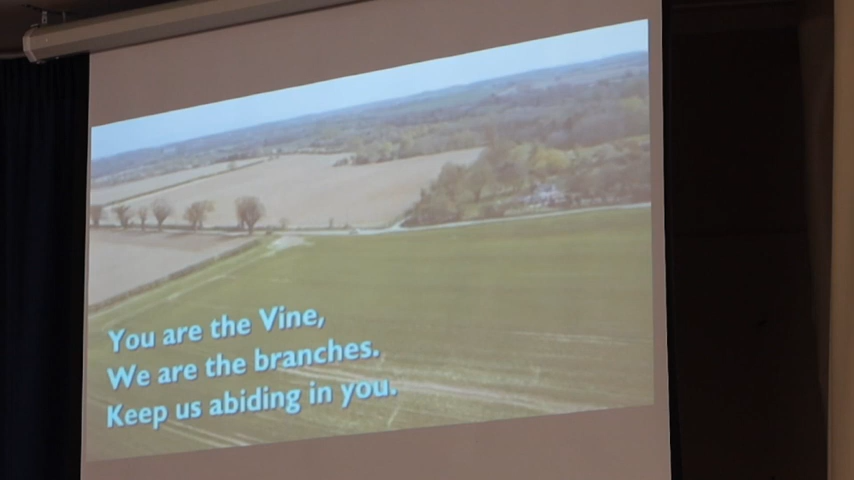 You are the Vine,
We are the branches.
Keep us abiding in you.